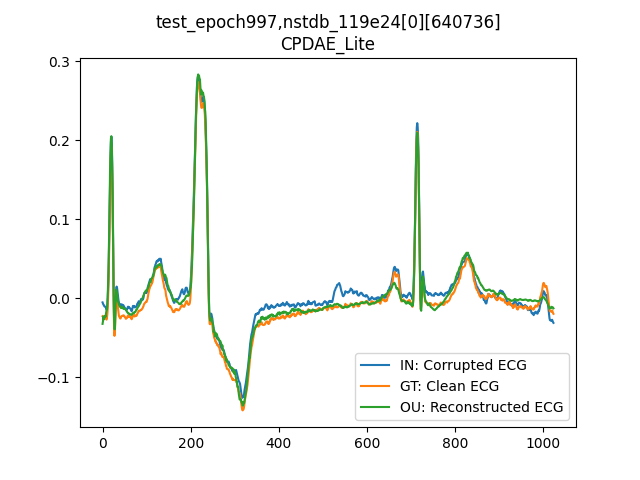 test_epoch997,nstdb_119e24[0][640736]
CPDAE_Lite
0.3
0.2
0.1
0.0
−0.1
0 200 400 600 800 1000
IN: Corrupted ECG
GT: Clean ECG
OU: Reconstructed ECG